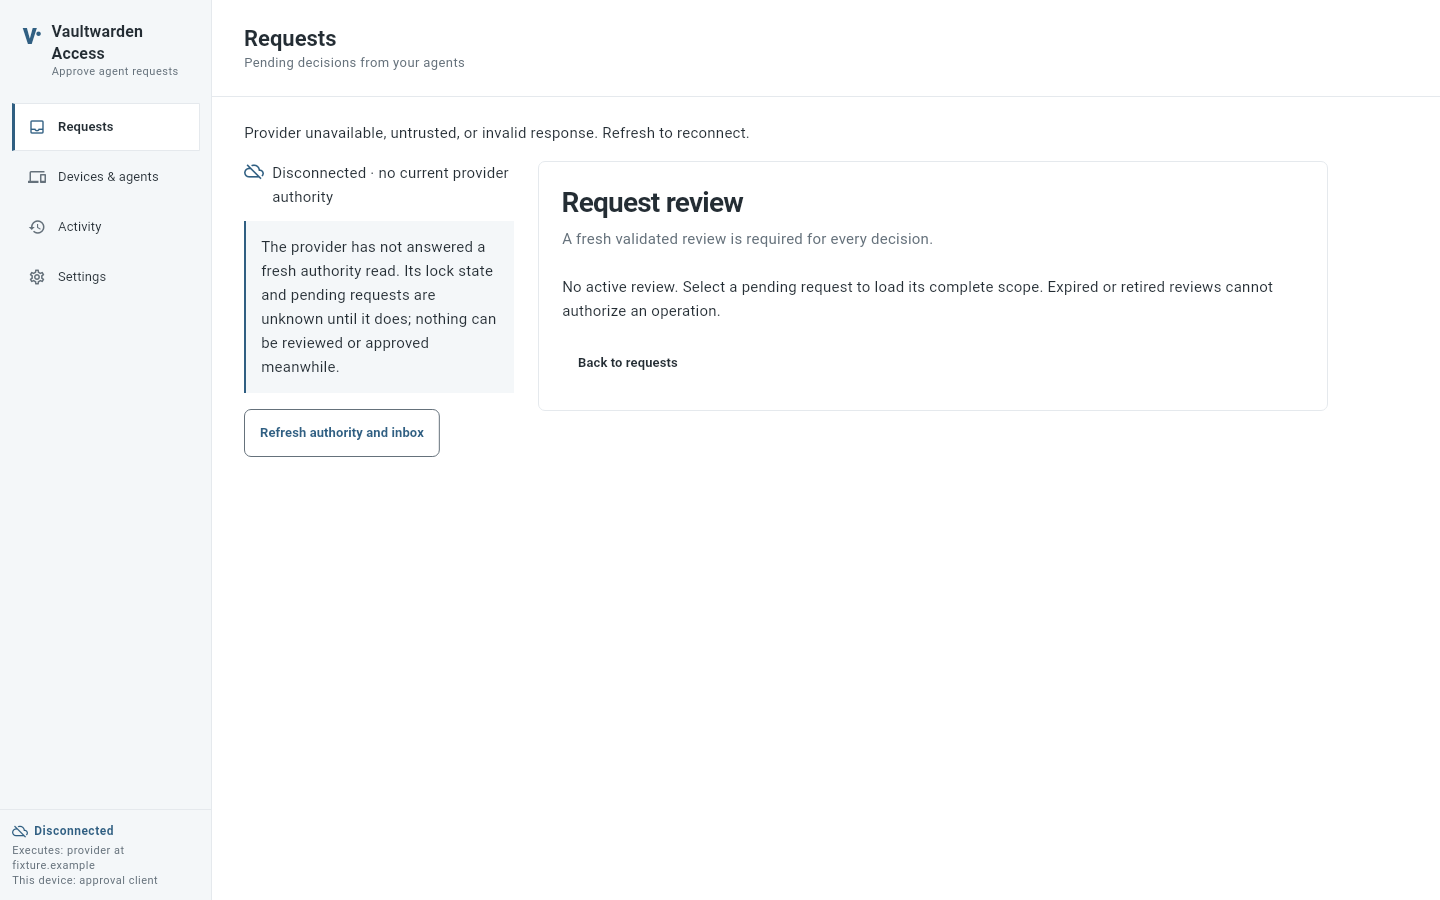 Vaultwarden
Access
Approve agent requests
Requests
Devices & agents
Activity
Settings
Disconnected
Executes: provider at
fixture.example
This device: approval client
Requests
Pending decisions from your agents
Provider unavailable, untrusted, or invalid response. Refresh to reconnect.
Disconnected · no current provider
authority
The provider has not answered a
fresh authority read. Its lock state
and pending requests are
unknown until it does; nothing can
be reviewed or approved
meanwhile.
Refresh authority and inbox
Request review
A fresh validated review is required for every decision.
No active review. Select a pending request to load its complete scope. Expired or retired reviews cannot
authorize an operation.
Back to requests